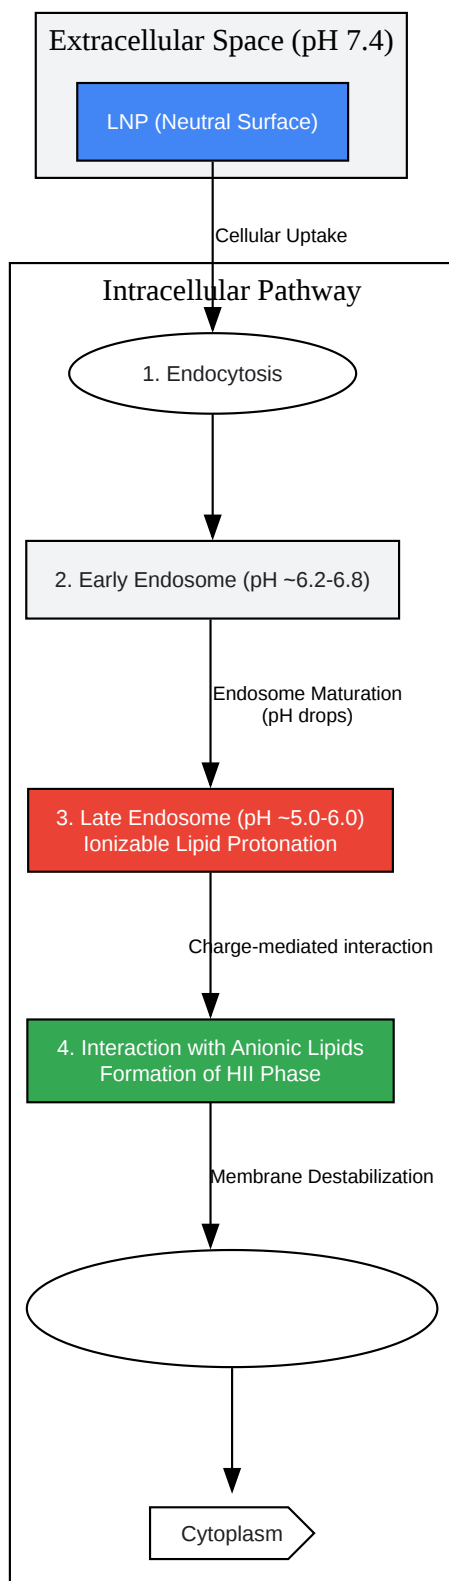 Extracellular Space (pH 7.4)
LNP (Neutral Surface)
Cellular Uptake
Intracellular Pathway
1. Endocytosis
2. Early Endosome (pH ~6.2-6.8)
Endosome Maturation
(pH drops)
3. Late Endosome (pH ~5.0-6.0)
Ionizable Lipid Protonation
Charge-mediated interaction
4. Interaction with Anionic Lipids
Formation of HII Phase
Membrane Destabilization
Cytoplasm